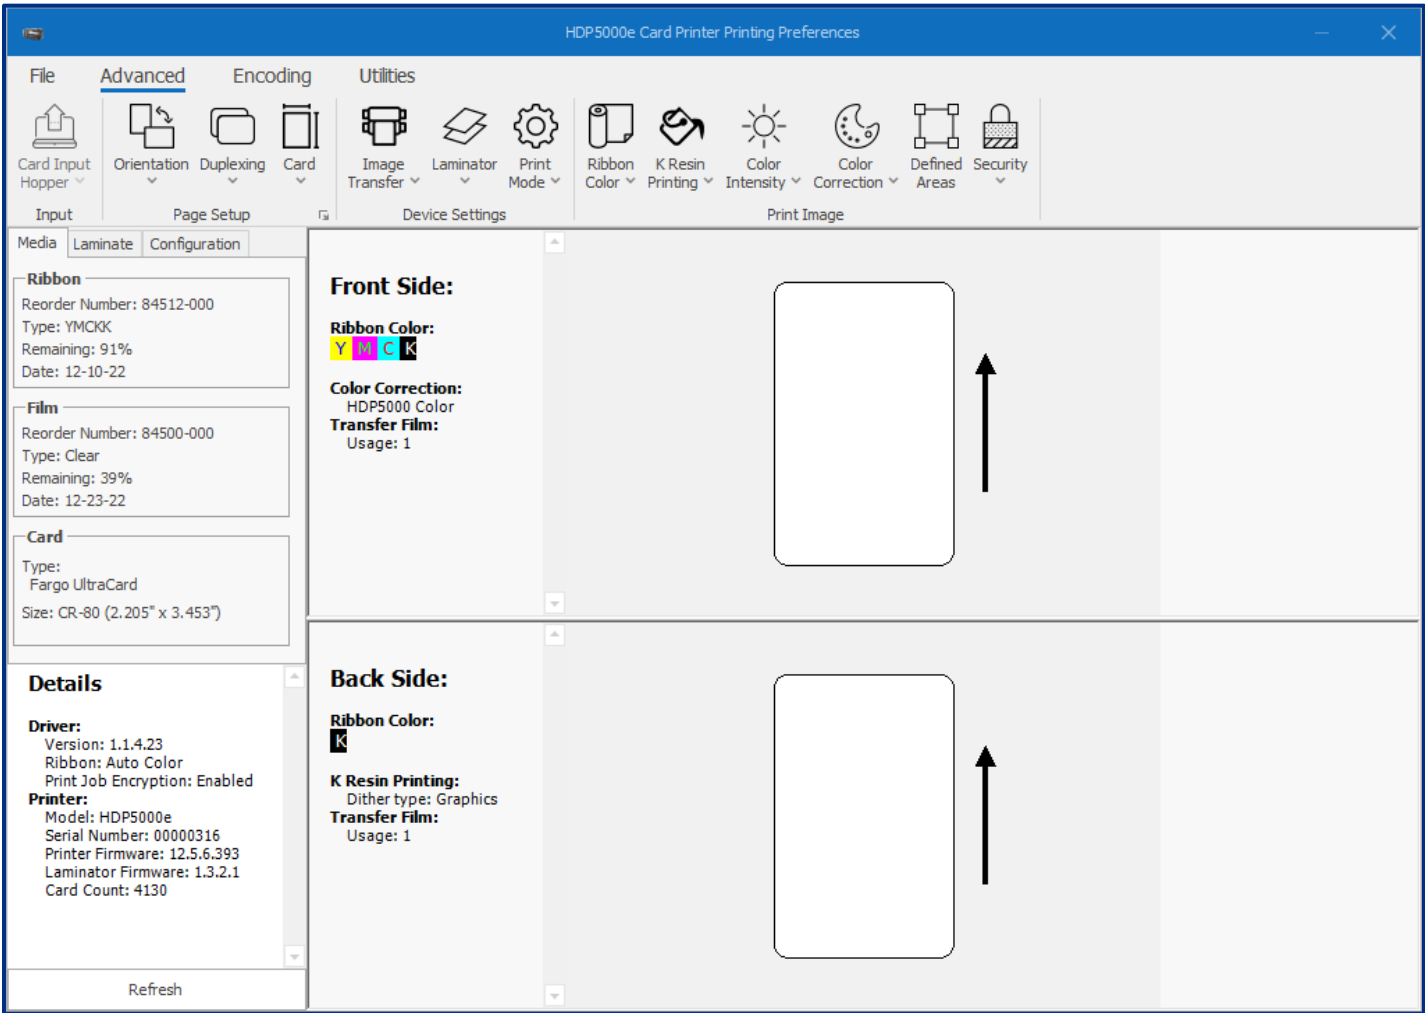 HDP5000e Card Printer Printing Preferences
File Advanced Encoding Utilities
Card Input Hopper
Orientation
Duplexing
Card
Image Transfer
Laminator
Print Mode
Ribbon Color
K Resin Printing
Color Intensity
Color Correction
Defined Areas
Security
Input
Page Setup
Device Settings
Print Image
Media Laminate Configuration
Ribbon
Reorder Number: 84512-000
Type: YMCKK
Remaining: 91%
Date: 12-10-22
Film
Reorder Number: 84500-000
Type: Clear
Remaining: 39%
Date: 12-23-22
Card
Type:
Fargo UltraCard
Size: CR-80 (2.205" x 3.453")
Details
Driver:
Version: 1.1.4.23
Ribbon: Auto Color
Print Job Encryption: Enabled
Printer:
Model: HDP5000e
Serial Number: 00000316
Printer Firmware: 12.5.6.393
Laminator Firmware: 1.3.2.1
Card Count: 4130
Refresh
Front Side:
Ribbon Color:
Y M C K
Color Correction:
HDP5000 Color
Transfer Film:
Usage: 1
Back Side:
Ribbon Color:
K
K Resin Printing:
Dither type: Graphics
Transfer Film:
Usage: 1